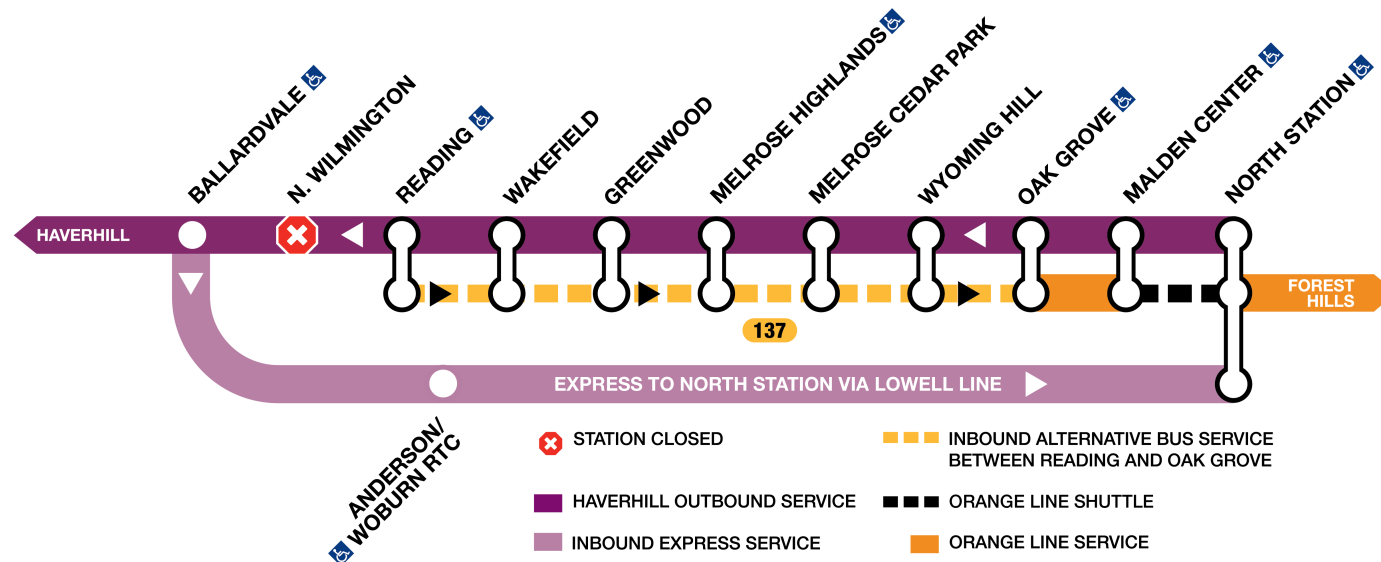 BALLARDVALE
N. WILMINGTON
READING
WAKEFIELD
GREENWOOD
MELROSE HIGHLANDS
MELROSE CEDAR PARK
WYOMING HILL
OAK GROVE
MALDEN CENTER
NORTH STATION
HAVERHILL
FOREST
HILLS
137
EXPRESS TO NORTH STATION VIA LOWELL LINE
ANDERSON/
WOBURN RTC
STATION CLOSED
HAVERHILL OUTBOUND SERVICE
INBOUND EXPRESS SERVICE
INBOUND ALTERNATIVE BUS SERVICE
BETWEEN READING AND OAK GROVE
ORANGE LINE SHUTTLE
ORANGE LINE SERVICE